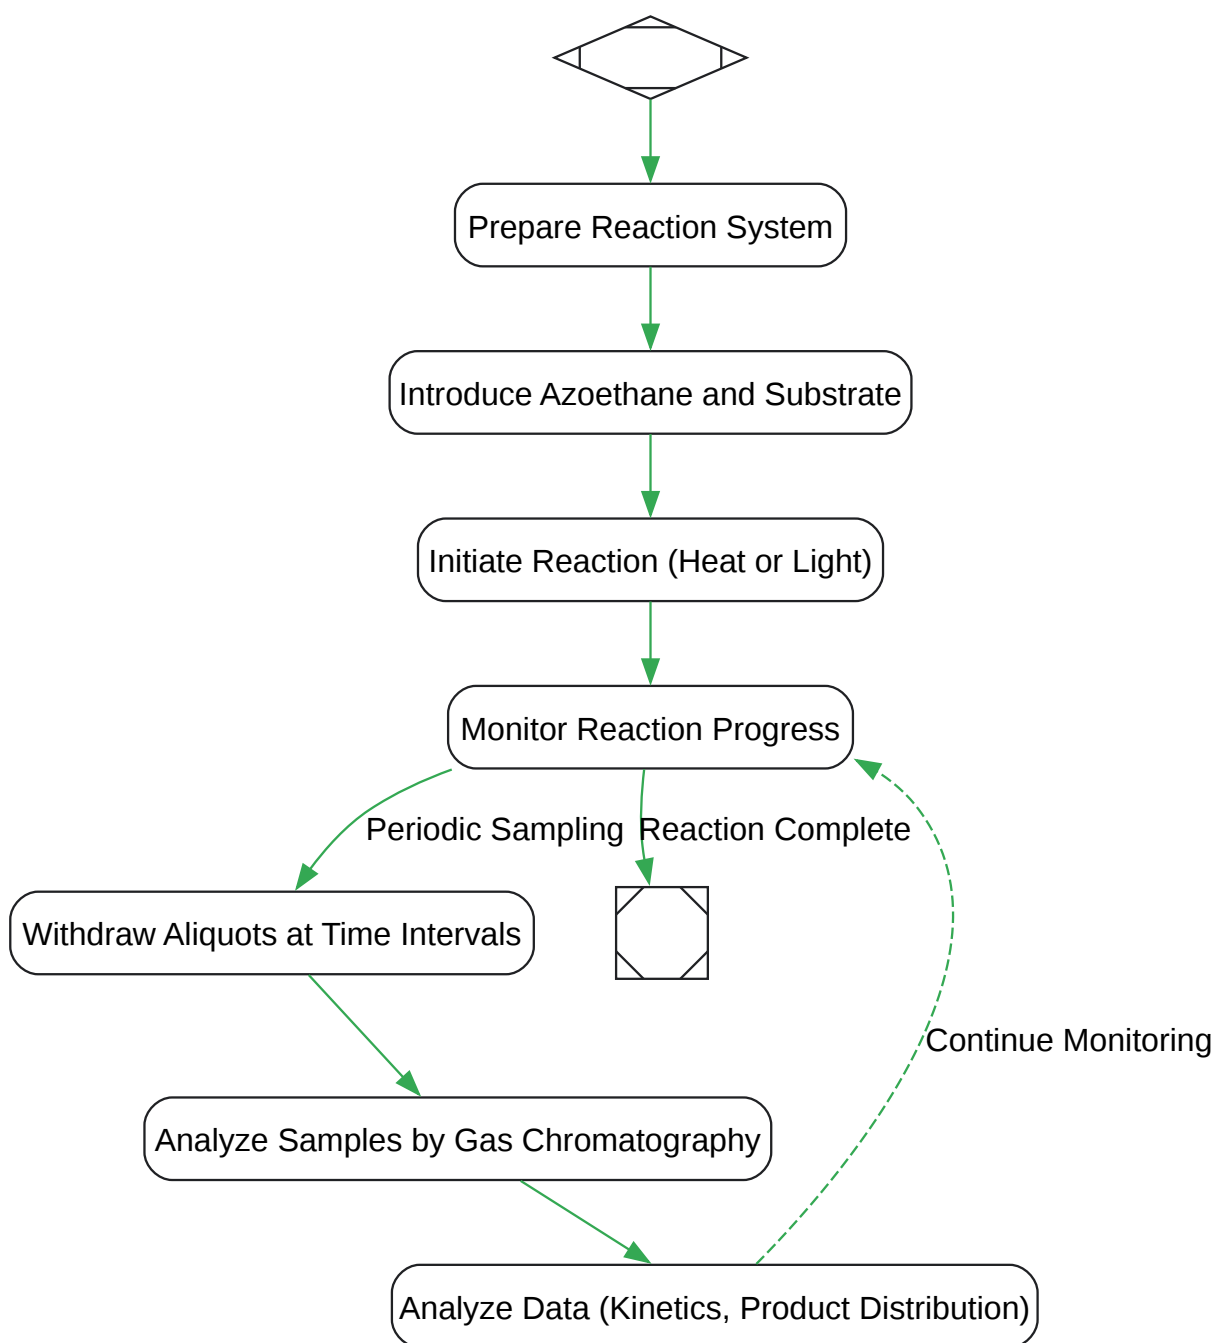 Prepare Reaction System
Introduce Azoethane and Substrate
Initiate Reaction (Heat or Light)
Monitor Reaction Progress
Periodic Sampling
Reaction Complete
Withdraw Aliquots at Time Intervals
Continue Monitoring
Analyze Samples by Gas Chromatography
Analyze Data (Kinetics, Product Distribution)